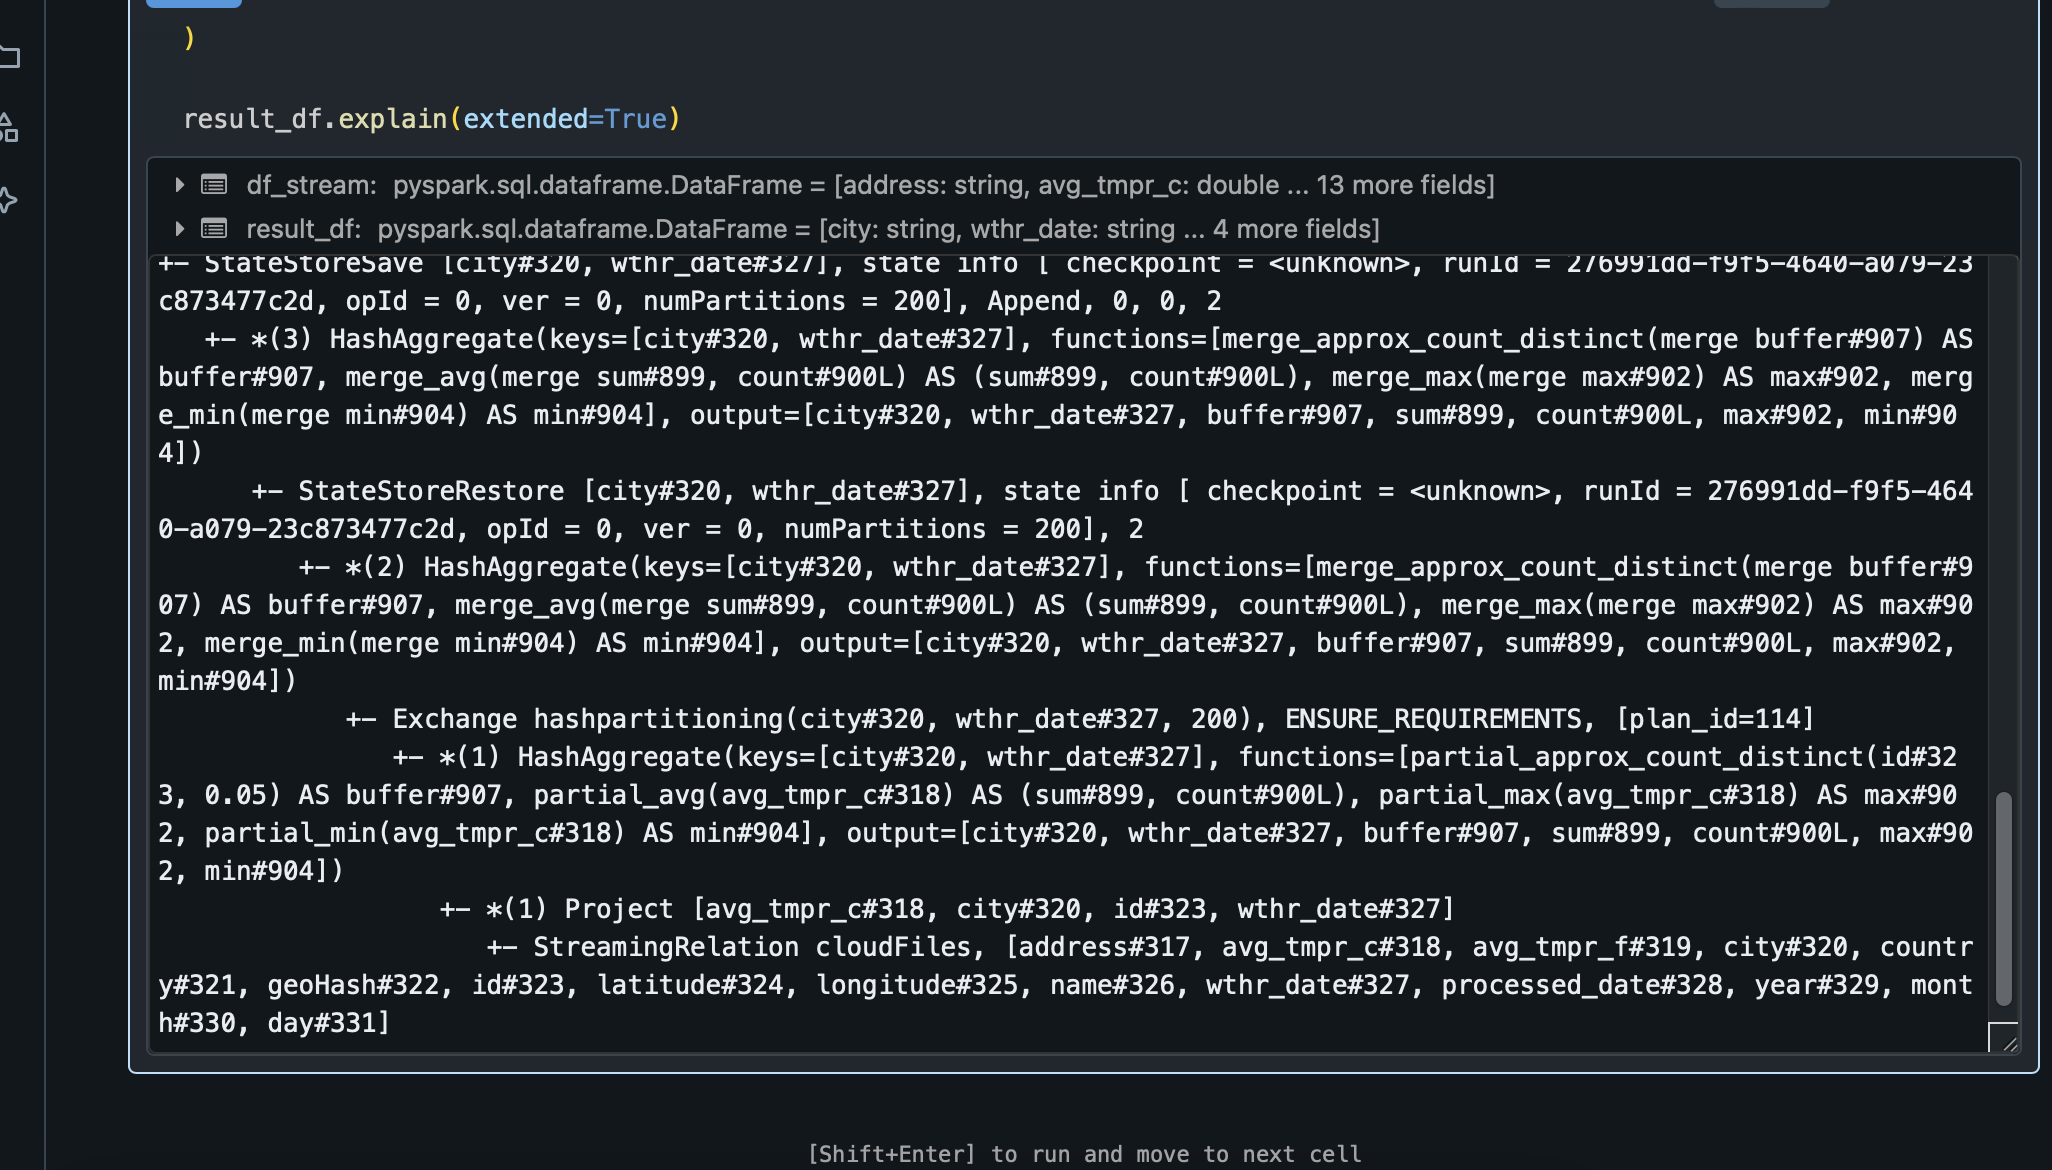 )
result_df.explain(extended=True)
df_stream: pyspark.sql.dataframe.DataFrame = [address: string, avg_tmpr_c: double ... 13 more fields]
result_df: pyspark.sql.dataframe.DataFrame = [city: string, wthr_date: string ... 4 more fields]
+- StateStoreSave [city#320, wthr_date#327], state info [ checkpoint = <unknown>, runId = 276991dd-f9f5-4640-a079-23
c873477c2d, opId = 0, ver = 0, numPartitions = 200], Append, 0, 0, 2
+- *(3) HashAggregate(keys=[city#320, wthr_date#327], functions=[merge_approx_count_distinct(merge buffer#907) AS
buffer#907, merge_avg(merge sum#899, count#900L) AS (sum#899, count#900L), merge_max(merge max#902) AS max#902, merg
e_min(merge min#904) AS min#904], output=[city#320, wthr_date#327, buffer#907, sum#899, count#900L, max#902, min#90
4])
+- StateStoreRestore [city#320, wthr_date#327], state info [ checkpoint = <unknown>, runId = 276991dd-f9f5-464
0-a079-23c873477c2d, opId = 0, ver = 0, numPartitions = 200], 2
+- *(2) HashAggregate(keys=[city#320, wthr_date#327], functions=[merge_approx_count_distinct(merge buffer#9
07) AS buffer#907, merge_avg(merge sum#899, count#900L) AS (sum#899, count#900L), merge_max(merge max#902) AS max#90
2, merge_min(merge min#904) AS min#904], output=[city#320, wthr_date#327, buffer#907, sum#899, count#900L, max#902,
min#904])
+- Exchange hashpartitioning(city#320, wthr_date#327, 200), ENSURE_REQUIREMENTS, [plan_id=114]
+- *(1) HashAggregate(keys=[city#320, wthr_date#327], functions=[partial_approx_count_distinct(id#32
3, 0.05) AS buffer#907, partial_avg(avg_tmpr_c#318) AS (sum#899, count#900L), partial_max(avg_tmpr_c#318) AS max#90
2, partial_min(avg_tmpr_c#318) AS min#904], output=[city#320, wthr_date#327, buffer#907, sum#899, count#900L, max#90
2, min#904])
+- *(1) Project [avg_tmpr_c#318, city#320, id#323, wthr_date#327]
+- StreamingRelation cloudFiles, [address#317, avg_tmpr_c#318, avg_tmpr_f#319, city#320, countr
y#321, geoHash#322, id#323, latitude#324, longitude#325, name#326, wthr_date#327, processed_date#328, year#329, mont
h#330, day#331]
[Shift+Enter] to run and move to next cell